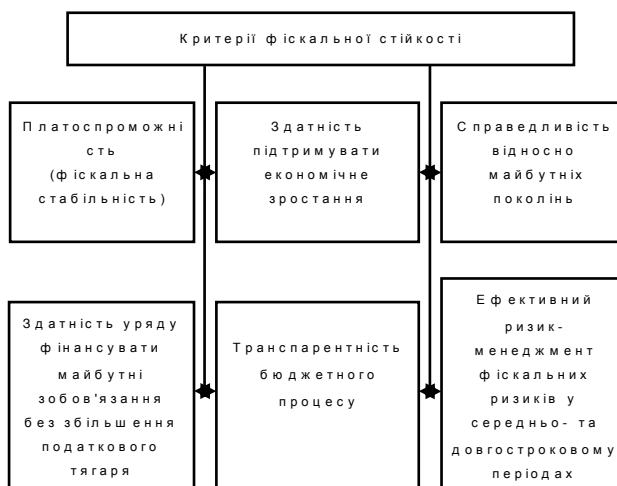 Критерії фіскальної стійкості
Платоспроможні
сть
(фіскальна
стабільність)
Здатність
підтримувати
економічне
зростання
Справедливість
відносно
майбутніх
поколінь
Здатність уряду
фінансувати
майбутні
зобов'язання
без збільшення
податкового
тягаря
Транспарентність
бюджетного
процесу
Ефективний
ризик-
менеджмент
фіскальних
ризиків у
середньо- та
довгостроковому
періодах